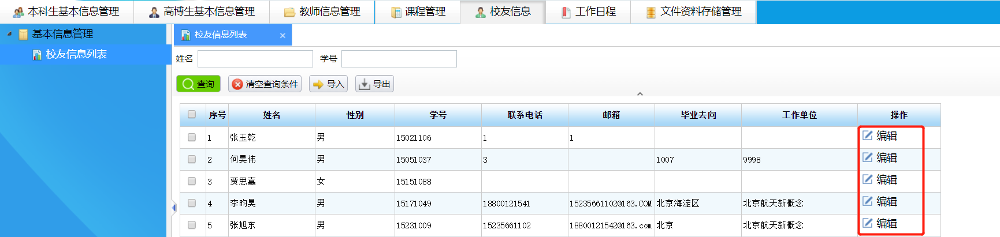 本科生基本信息管理 高博生基本信息管理 教师信息管理 课程管理 校友信息 工作日程 文件资料存储管理
基本信息管理 校友信息列表
校友信息列表
姓名 学号
查询 清空查询条件 导入 导出
序号 姓名 性别 学号 联系电话 邮箱 毕业去向 工作单位 操作
1 张玉乾 男 15021106 1 1 编辑
2 何昊伟 男 15051037 3 1007 9998 编辑
3 贾思嘉 女 15151088 编辑
4 李昀昊 男 15171049 18800121541 15235661102@163.COM 北京海淀区 北京航天新概念 编辑
5 张旭东 男 15231009 15235661102 18800121542@163.com 北京 北京航天新概念 编辑